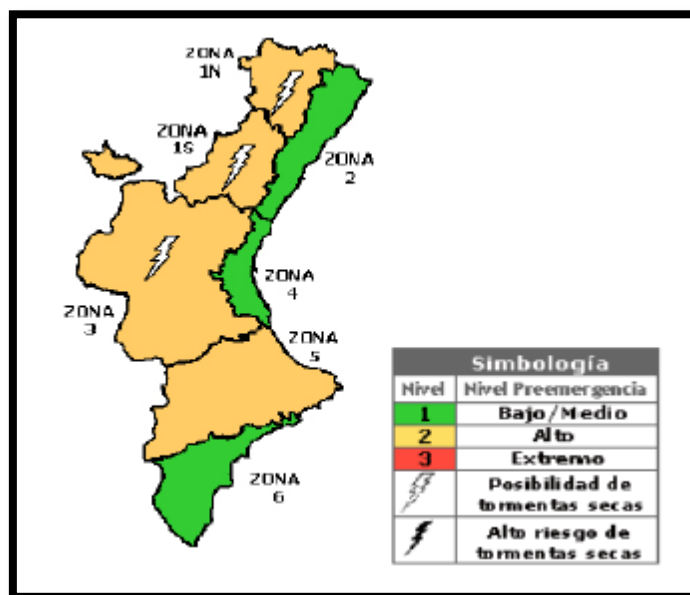 ZONA
1N
ZONA
1S
ZONA
2
ZONA
3
ZONA
4
ZONA
5
ZONA
6
Simbología
Nivel Nivel Preemergencia
1 Bajo/Medio
2 Alto
3 Extremo
Posibilidad de
tormentas secas
Alto riesgo de
tormentas secas